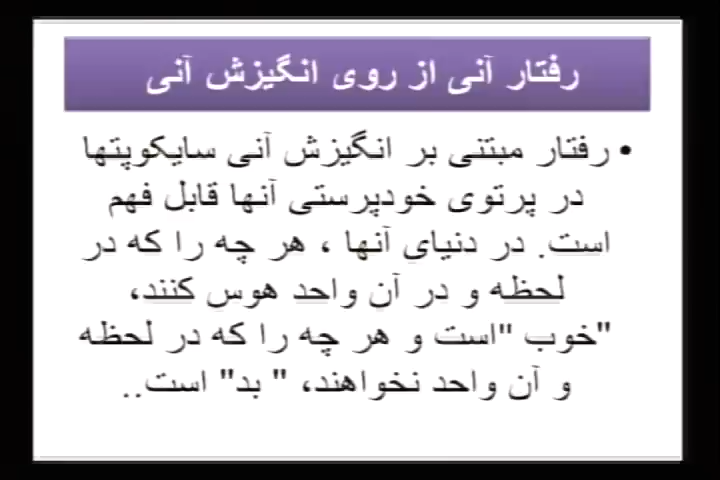 رفتار آنی از روی انگیزش آنی
• رفتار مبتنی بر انگیزش آنی سایکوپتها
در پرتوی خودپرستی آنها قابل فهم
است. در دنیای آنها ، هر چه را که در
لحظه و در آن واحد هوس کنند،
"خوب "است و هر چه را که در لحظه
و آن واحد نخواهند، " بد" است..